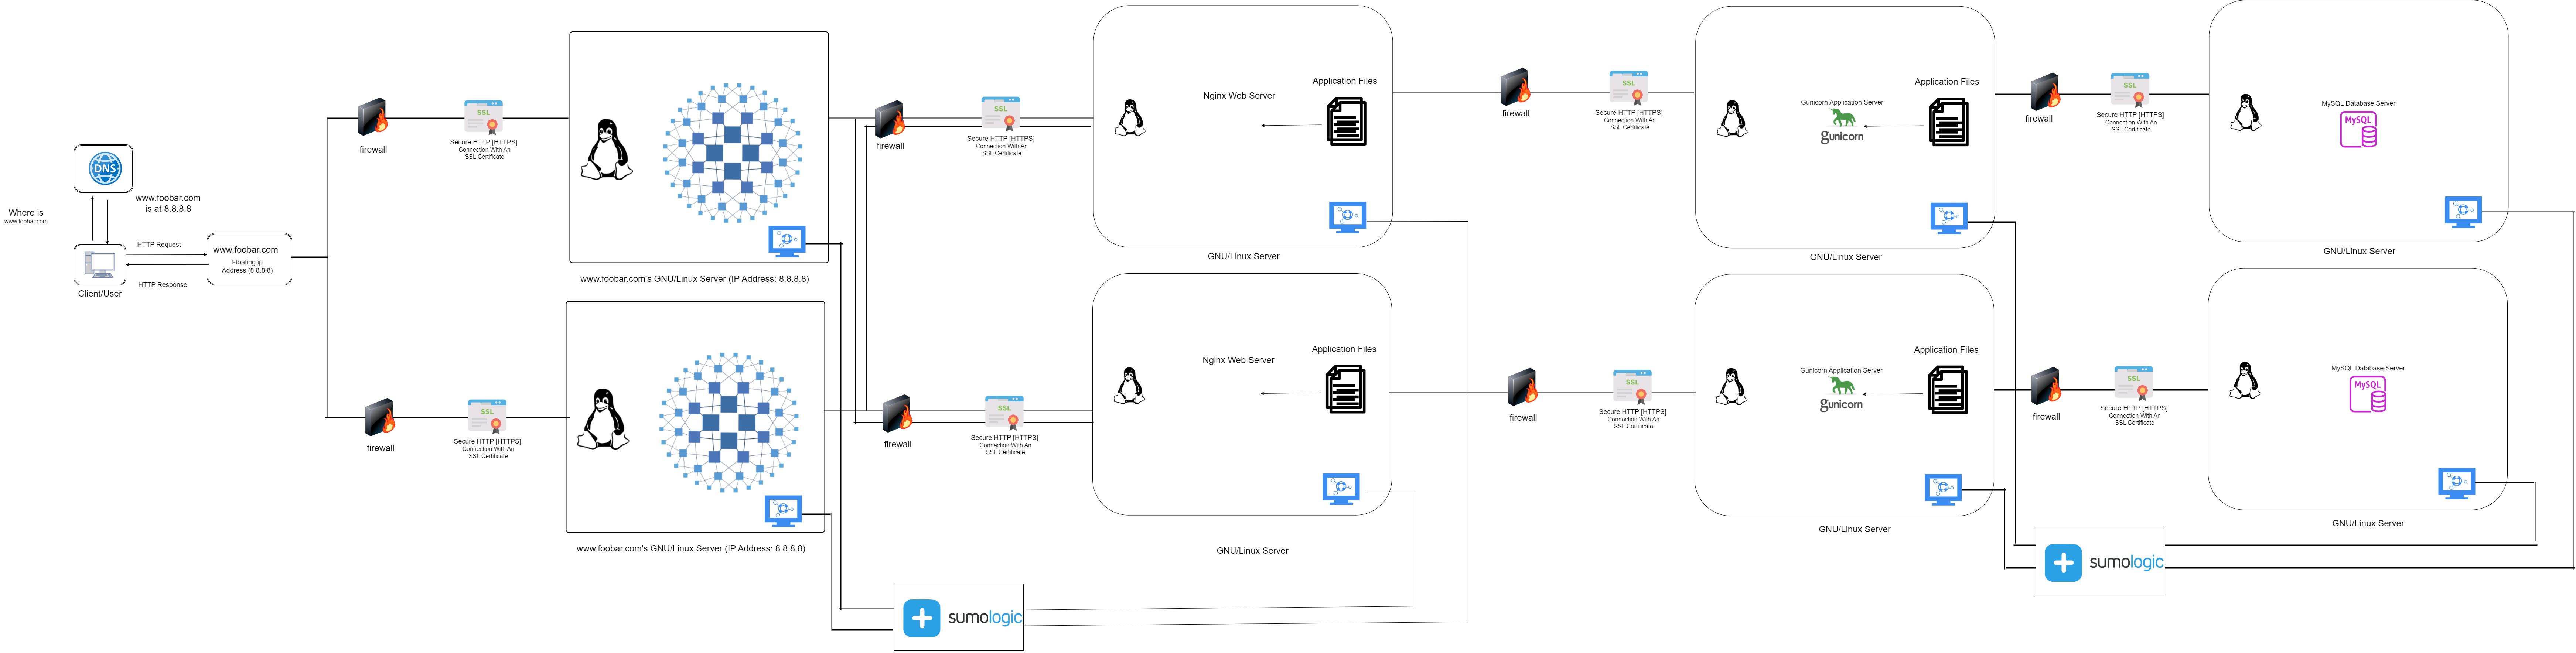 DNS
Where is
www.foobar.com
www.foobar.com
is at 8.8.8.8
HTTP Request
HTTP Response
Client/User
www.foobar.com
Floating ip
Address (8.8.8.8)
firewall
SSL
Secure HTTP [HTTPS]
Connection With An
SSL Certificate
www.foobar.com's GNU/Linux Server (IP Address: 8.8.8.8)
firewall
SSL
Secure HTTP [HTTPS]
Connection With An
SSL Certificate
www.foobar.com's GNU/Linux Server (IP Address: 8.8.8.8)
firewall
SSL
Secure HTTP [HTTPS]
Connection With An
SSL Certificate
Nginx Web Server
Application Files
GNU/Linux Server
firewall
SSL
Secure HTTP [HTTPS]
Connection With An
SSL Certificate
Nginx Web Server
Application Files
GNU/Linux Server
sumologic
firewall
SSL
Secure HTTP [HTTPS]
Connection With An
SSL Certificate
Gunicorn Application Server
gunicorn
Application Files
GNU/Linux Server
firewall
SSL
Secure HTTP [HTTPS]
Connection With An
SSL Certificate
Gunicorn Application Server
gunicorn
Application Files
GNU/Linux Server
firewall
SSL
Secure HTTP [HTTPS]
Connection With An
SSL Certificate
MySQL Database Server
MySQL
GNU/Linux Server
firewall
SSL
Secure HTTP [HTTPS]
Connection With An
SSL Certificate
MySQL Database Server
MySQL
GNU/Linux Server
sumologic